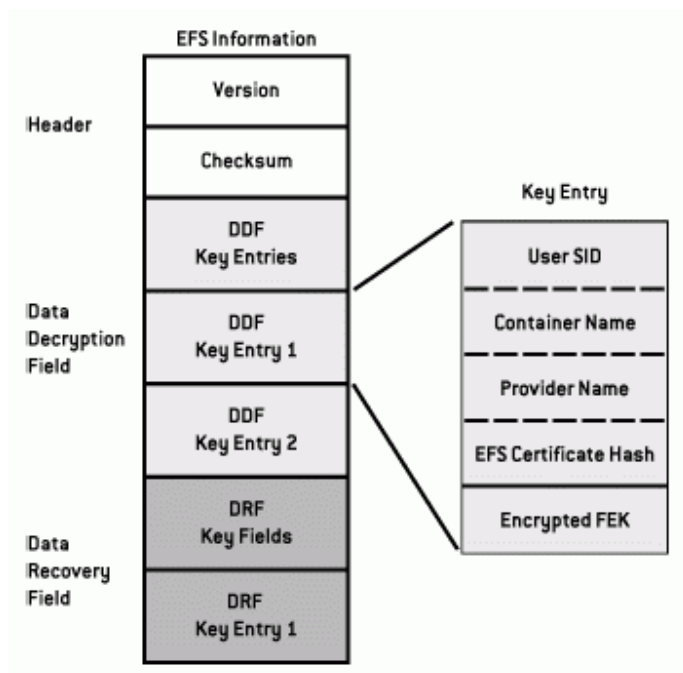 EFS Information
Version
Header
Checksum
DDF
Key Entries
Data
Decryption
Field
DDF
Key Entry 1
DDF
Key Entry 2
DRF
Key Fields
Data
Recovery
Field
DRF
Key Entry 1
Key Entry
User SID
Container Name
Provider Name
EFS Certificate Hash
Encrypted FEK